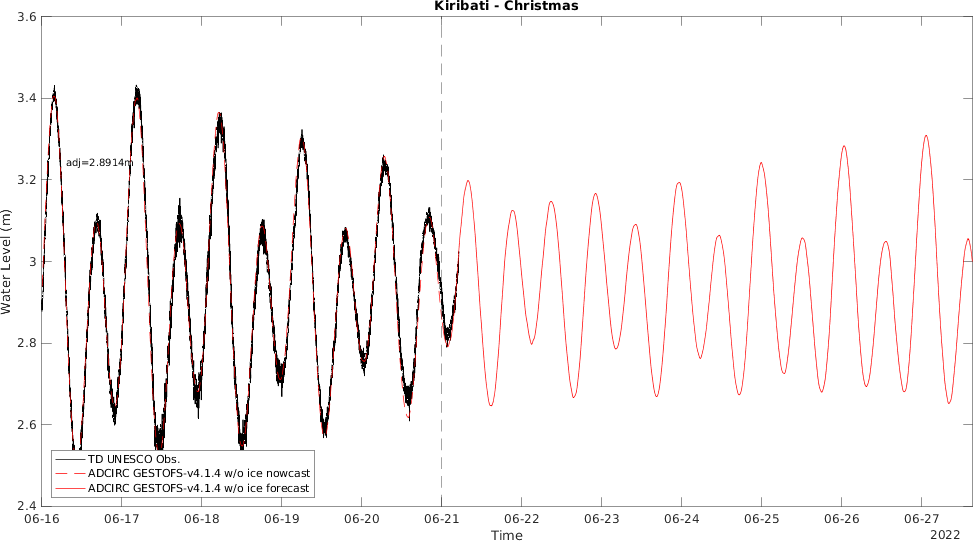 Kiribati - Christmas
Water Level (m)
3.6
3.4
3.2
3
2.8
2.6
2.4
adj=2.8914m
TD UNESCO Obs.
ADCIRC GESTOFS-v4.1.4 w/o ice nowcast
ADCIRC GESTOFS-v4.1.4 w/o ice forecast
06-16 06-17 06-18 06-19 06-20 06-21 06-22 06-23 06-24 06-25 06-26 06-27
Time
2022